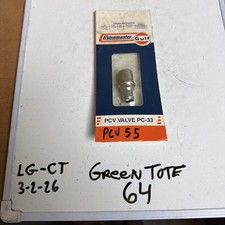 Gulf
PCV VALVE PC-33
PCV 55
LG-CT
3-2-26
GREEN TOTE
64